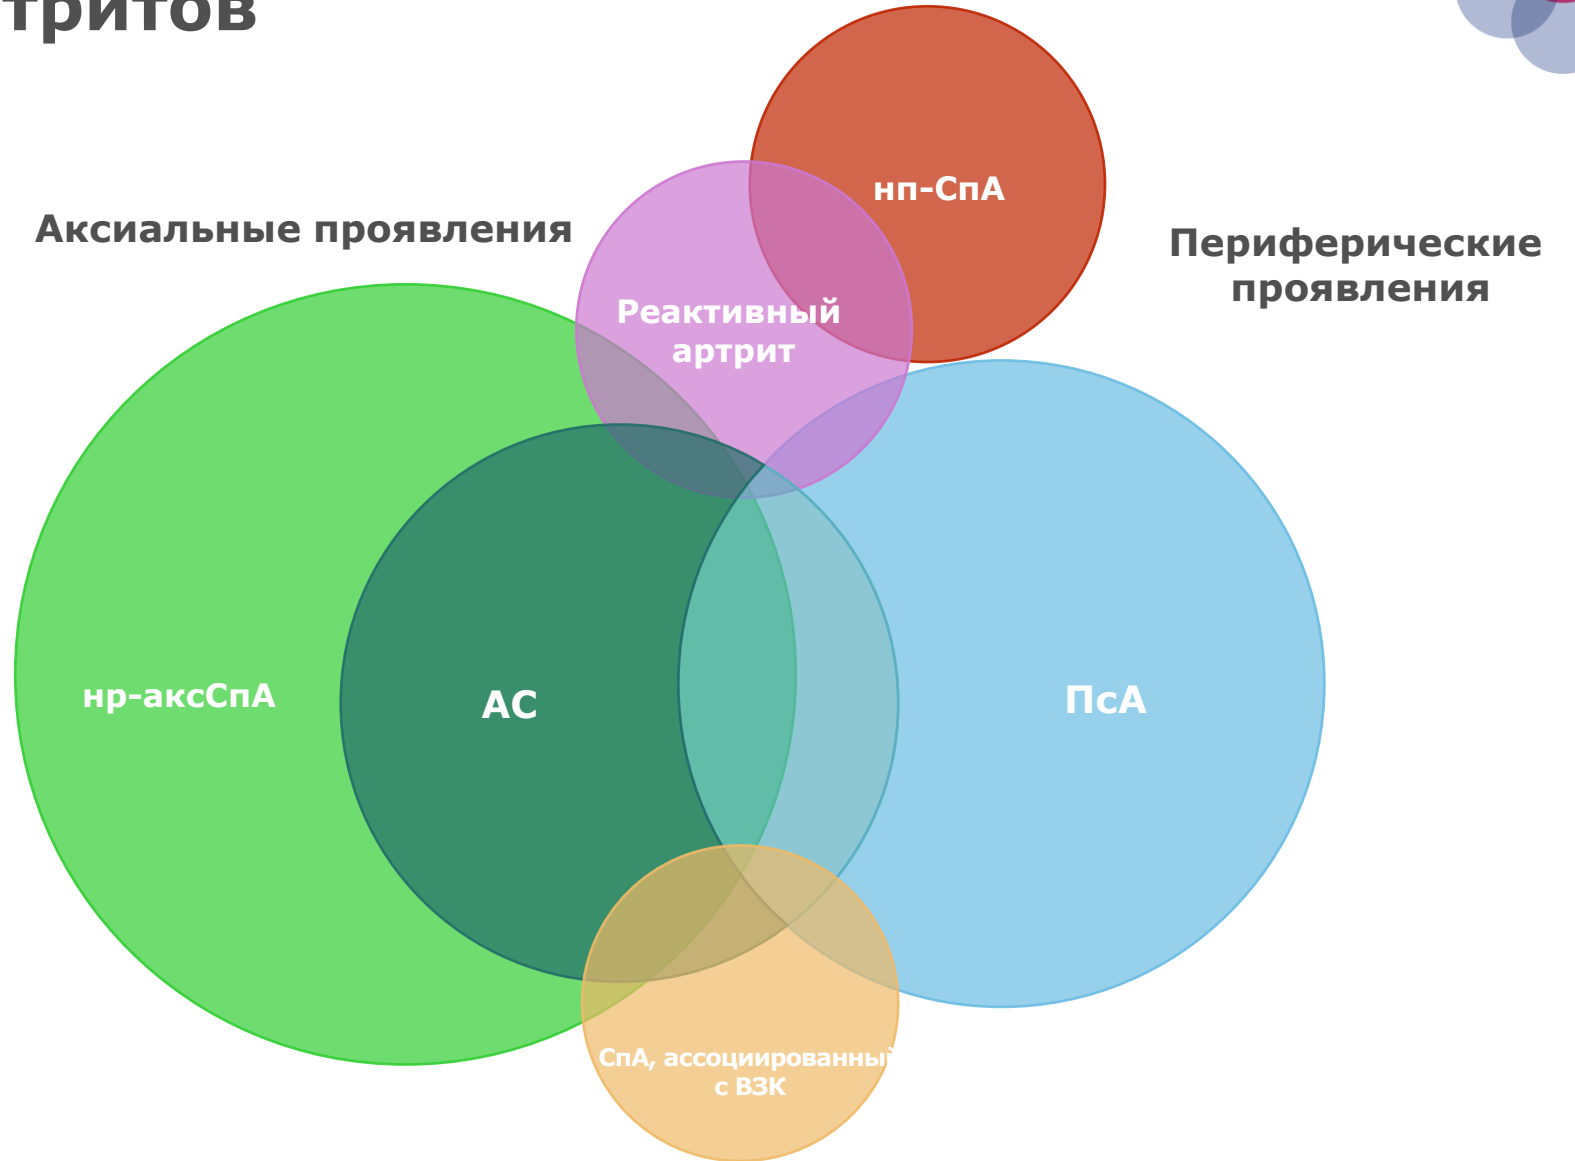 тритов
нп-СпА
Аксиальные проявления
Периферические
проявления
Реактивный
артрит
нр-аксСпА
АС
ПсА
СпА, ассоциированный
с ВЗК